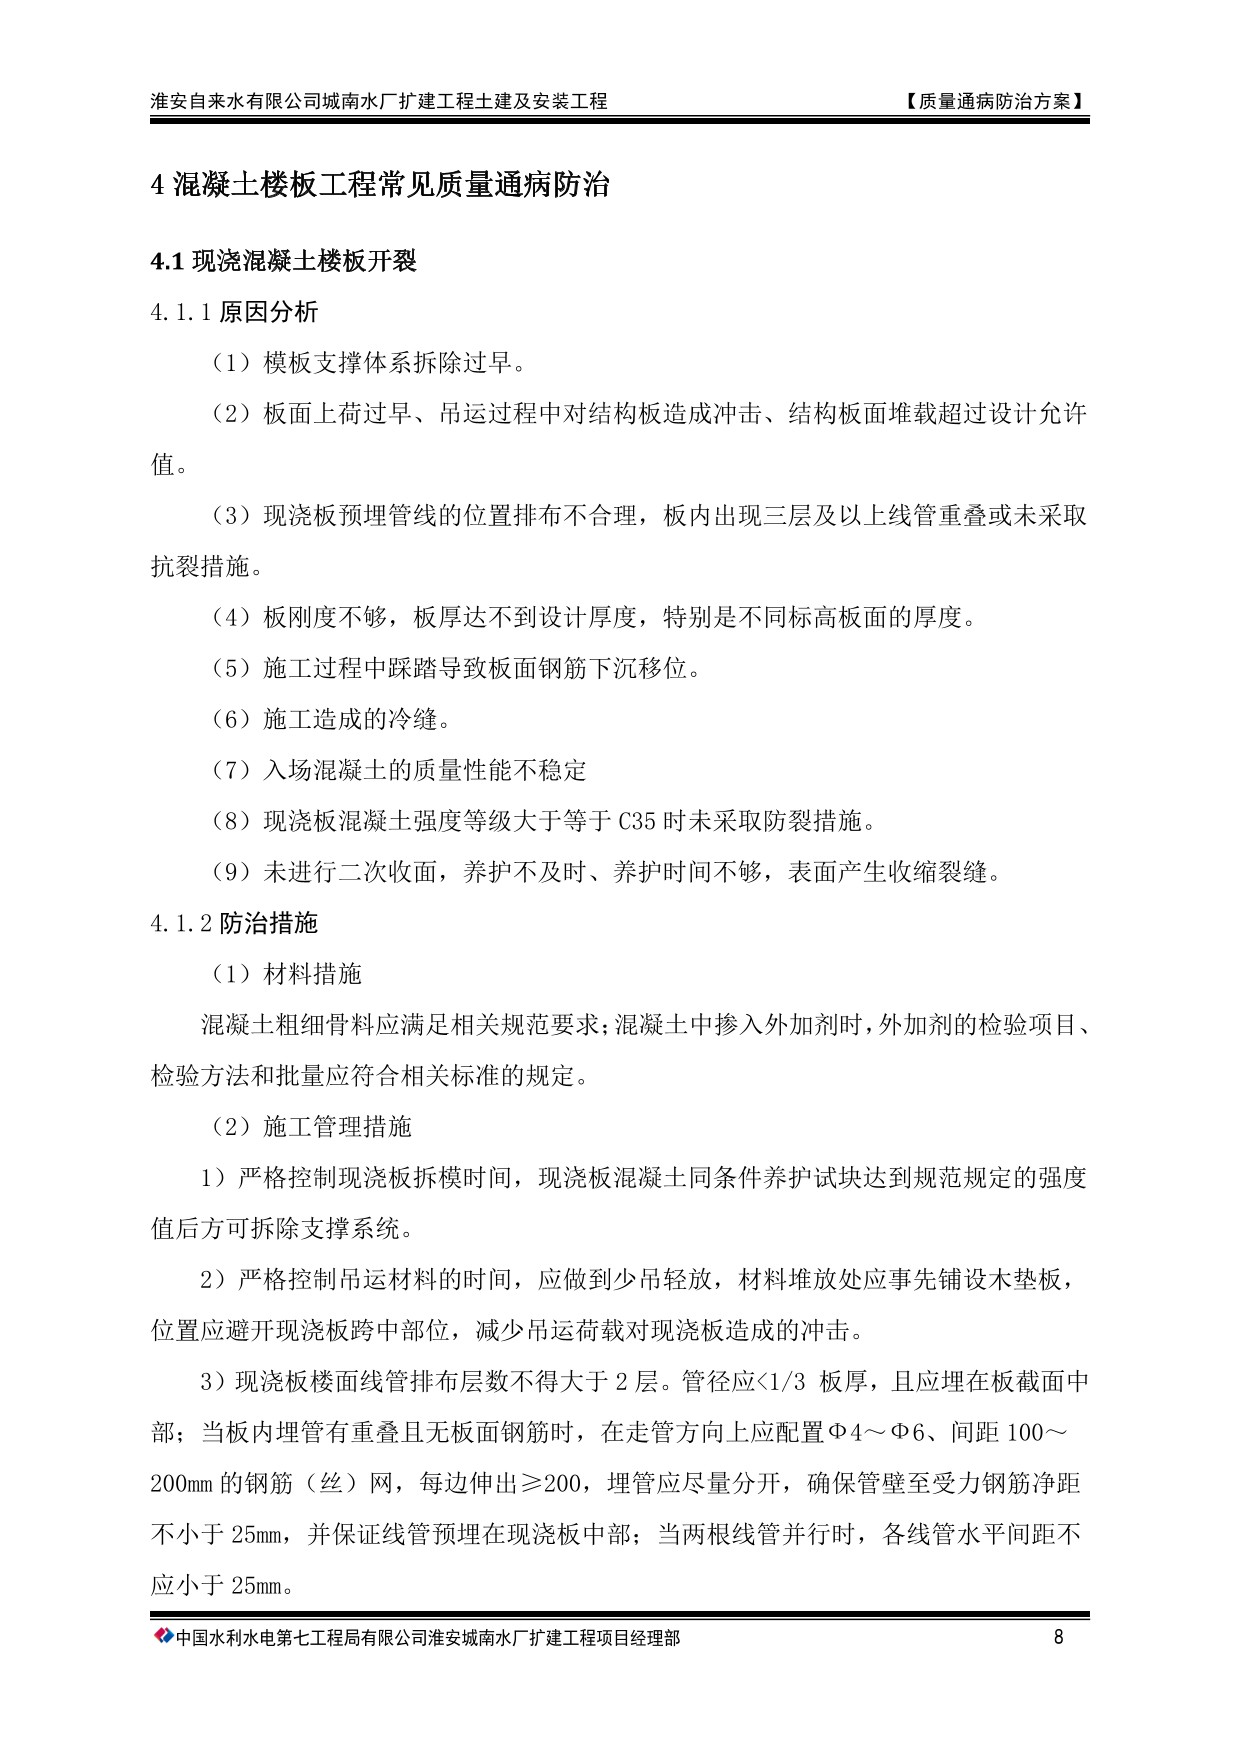 淮安自来水有限公司城南水厂扩建工程土建及安装工程 【质量通病防治方案】
4 混凝土楼板工程常见质量通病防治
4.1 现浇混凝土楼板开裂
4.1.1 原因分析
（1）模板支撑体系拆除过早。
（2）板面上荷过早、吊运过程中对结构板造成冲击、结构板面堆载超过设计允许
值。
（3）现浇板预埋管线的位置排布不合理，板内出现三层及以上线管重叠或未采取
抗裂措施。
（4）板刚度不够，板厚达不到设计厚度，特别是不同标高板面的厚度。
（5）施工过程中踩踏导致板面钢筋下沉移位。
（6）施工造成的冷缝。
（7）入场混凝土的质量性能不稳定
（8）现浇板混凝土强度等级大于等于 C35 时未采取防裂措施。
（9）未进行二次收面，养护不及时、养护时间不够，表面产生收缩裂缝。
4.1.2 防治措施
（1）材料措施
混凝土粗细骨料应满足相关规范要求;混凝土中掺入外加剂时,外加剂的检验项目、
检验方法和批量应符合相关标准的规定。
（2）施工管理措施
1）严格控制现浇板拆模时间，现浇板混凝土同条件养护试块达到规范规定的强度
值后方可拆除支撑系统。
2）严格控制吊运材料的时间，应做到少吊轻放，材料堆放处应事先铺设木垫板，
位置应避开现浇板跨中部位，减少吊运荷载对现浇板造成的冲击。
3）现浇板楼面线管排布层数不得大于 2 层。管径应<1/3 板厚，且应埋在板截面中
部；当板内埋管有重叠且无板面钢筋时，在走管方向上应配置Φ4～Φ6、间距 100～
200mm 的钢筋（丝）网，每边伸出≥200，埋管应尽量分开，确保管壁至受力钢筋净距
不小于 25mm，并保证线管预埋在现浇板中部；当两根线管并行时，各线管水平间距不
应小于 25mm。
中国水利水电第七工程局有限公司淮安城南水厂扩建工程项目经理部 8